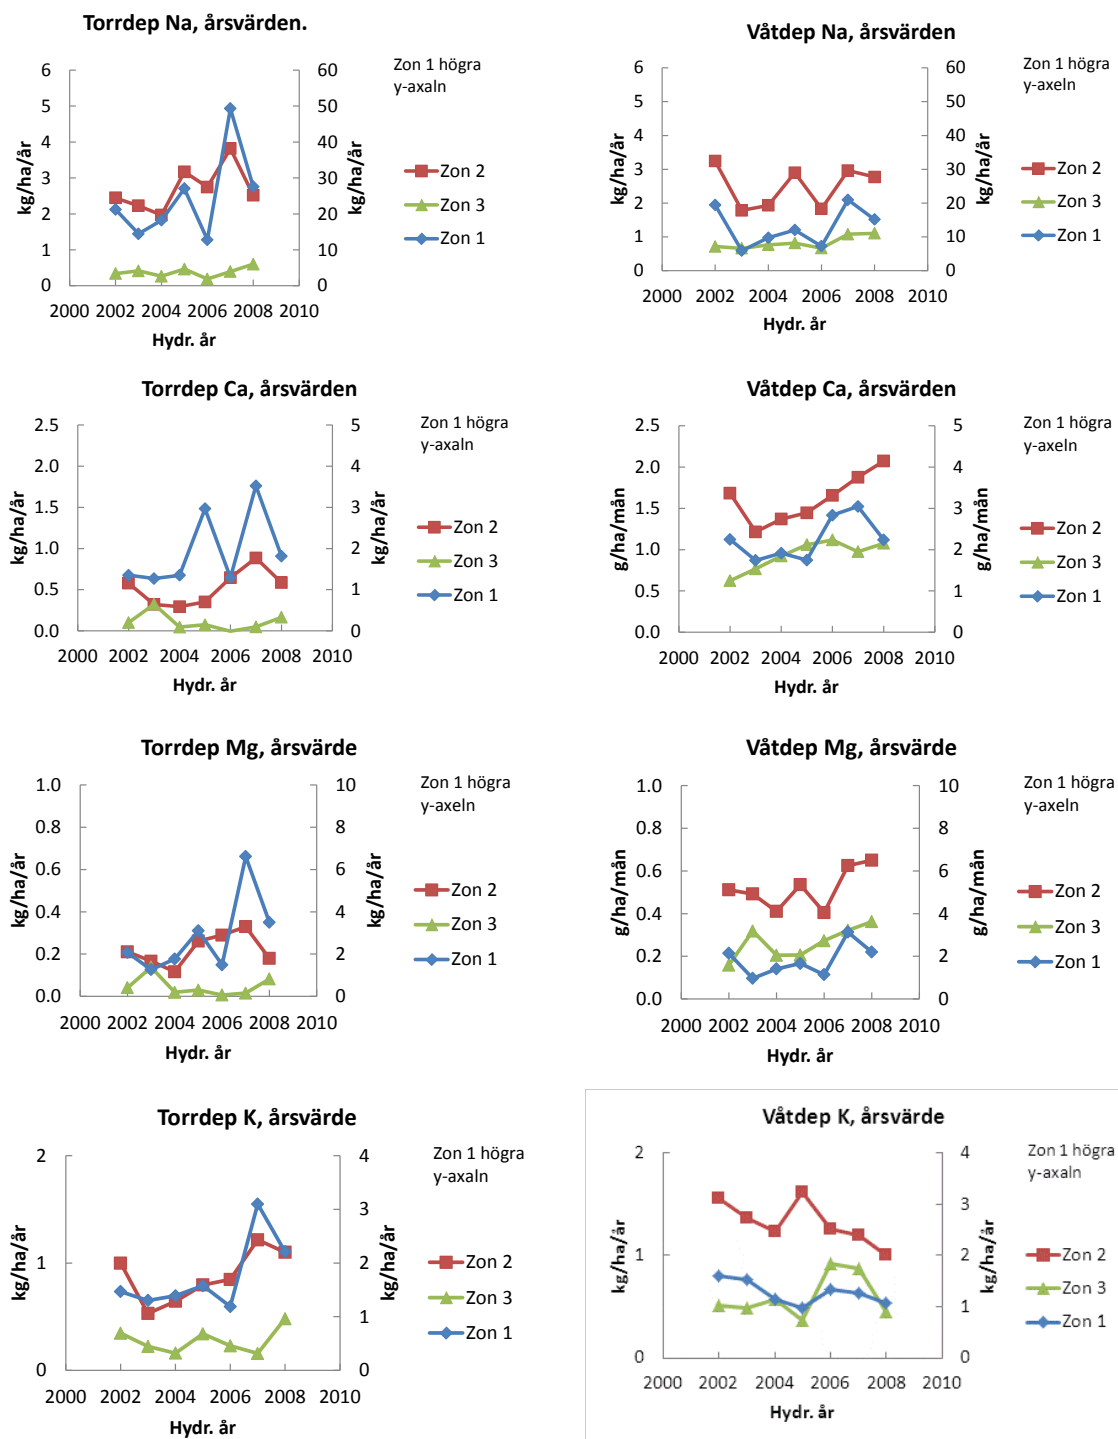 Torrdep Na, årsvärden.
Zon 1 högra
y-axaln
6
5
4
3
2
1
0
60
50
40
30
20
10
0
kg/ha/år
kg/ha/år
Zon 2
Zon 3
Zon 1
2000 2002 2004 2006 2008 2010
Hydr. år
Våtdep Na, årsvärden
Zon 1 högra
y-axeln
6
5
4
3
2
1
0
60
50
40
30
20
10
0
kg/ha/år
kg/ha/år
Zon 2
Zon 3
Zon 1
2000 2002 2004 2006 2008 2010
Hydr. år
Torrdep Ca, årsvärden
Zon 1 högra
y-axaln
2.5
2.0
1.5
1.0
0.5
0.0
5
4
3
2
1
0
kg/ha/år
kg/ha/år
Zon 2
Zon 3
Zon 1
2000 2002 2004 2006 2008 2010
Hydr. år
Våtdep Ca, årsvärden
Zon 1 högra
y-axeln
2.5
2.0
1.5
1.0
0.5
0.0
5
4
3
2
1
0
g/ha/mån
g/ha/mån
Zon 2
Zon 3
Zon 1
2000 2002 2004 2006 2008 2010
Hydr. år
Torrdep Mg, årsvärde
Zon 1 högra
y-axeln
1.0
0.8
0.6
0.4
0.2
0.0
10
8
6
4
2
0
kg/ha/år
kg/ha/år
Zon 2
Zon 3
Zon 1
2000 2002 2004 2006 2008 2010
Hydr. år
Våtdep Mg, årsvärde
Zon 1 högra
y-axeln
1.0
0.8
0.6
0.4
0.2
0.0
10
8
6
4
2
0
g/ha/mån
g/ha/mån
Zon 2
Zon 3
Zon 1
2000 2002 2004 2006 2008 2010
Hydr. år
Torrdep K, årsvärde
Zon 1 högra
y-axaln
2
1
0
4
3
2
1
0
kg/ha/år
kg/ha/år
Zon 2
Zon 3
Zon 1
2000 2002 2004 2006 2008 2010
Hydr. år
Våtdep K, årsvärde
Zon 1 högra
y-axaln
2
1
0
4
3
2
1
0
kg/ha/år
kg/ha/år
Zon 2
Zon 3
Zon 1
2000 2002 2004 2006 2008 2010
Hydr. år